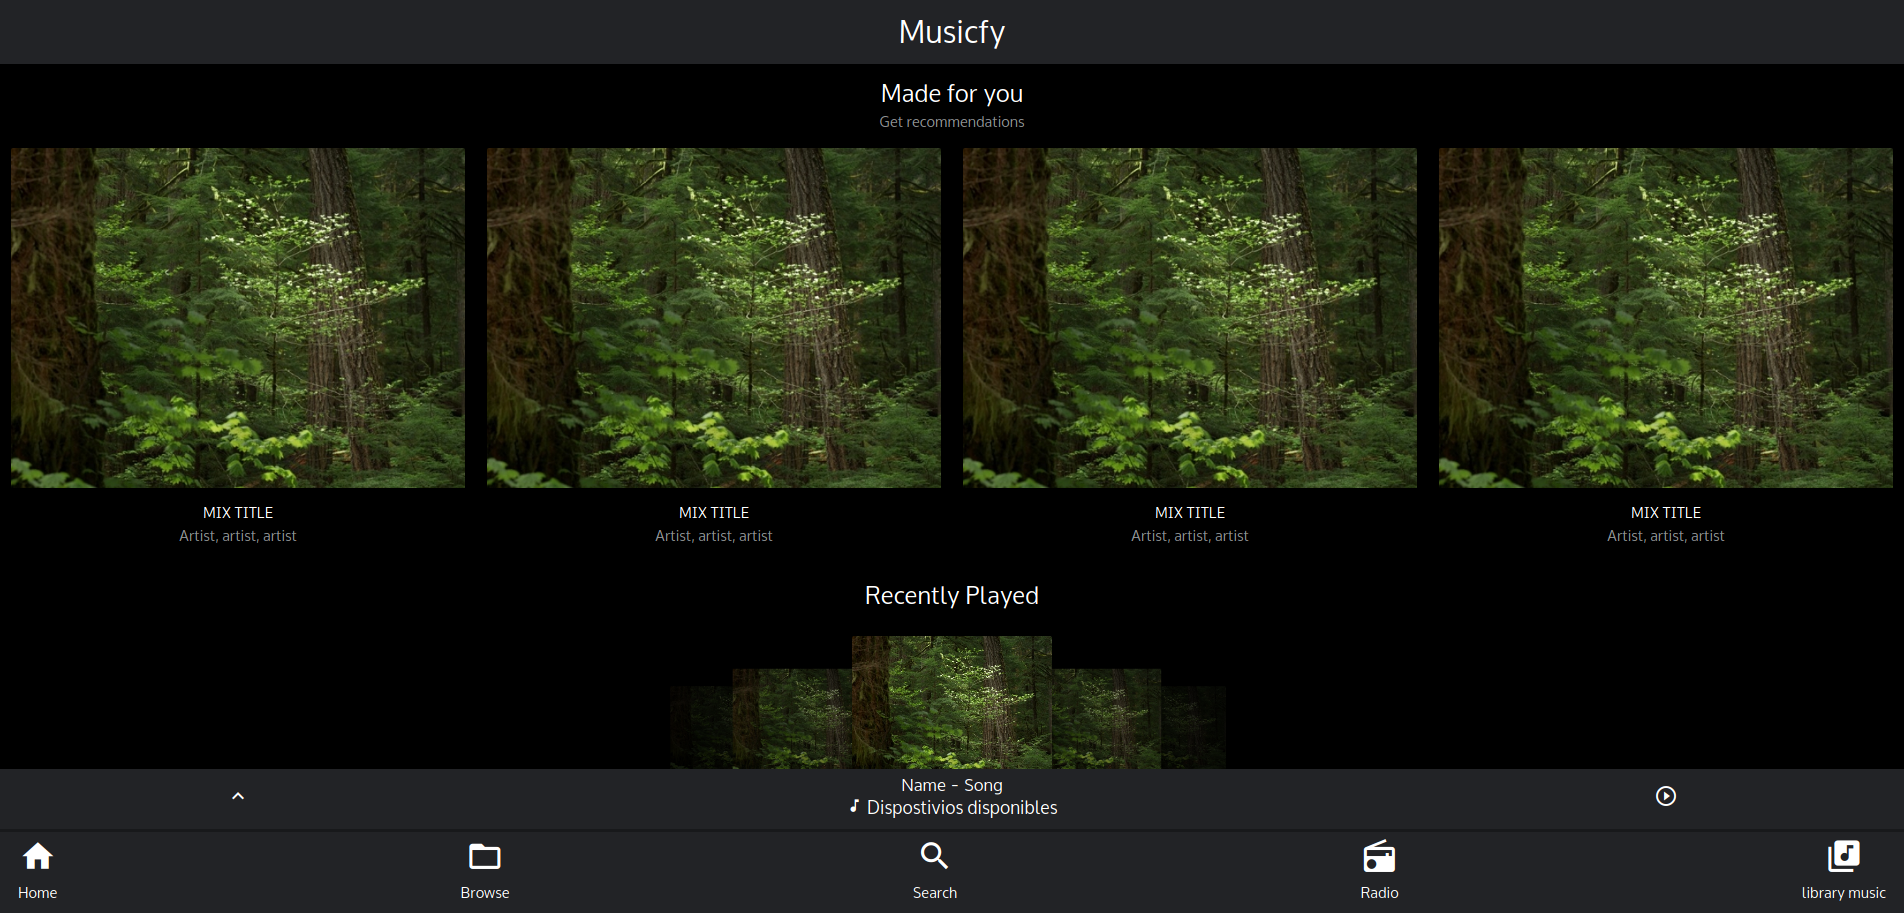 Musicfy
Made for you
Get recommendations
MIX TITLE
Artist, artist, artist
MIX TITLE
Artist, artist, artist
MIX TITLE
Artist, artist, artist
MIX TITLE
Artist, artist, artist
Recently Played
Name - Song
Dispostivios disponibles
Home
Browse
Search
Radio
library music